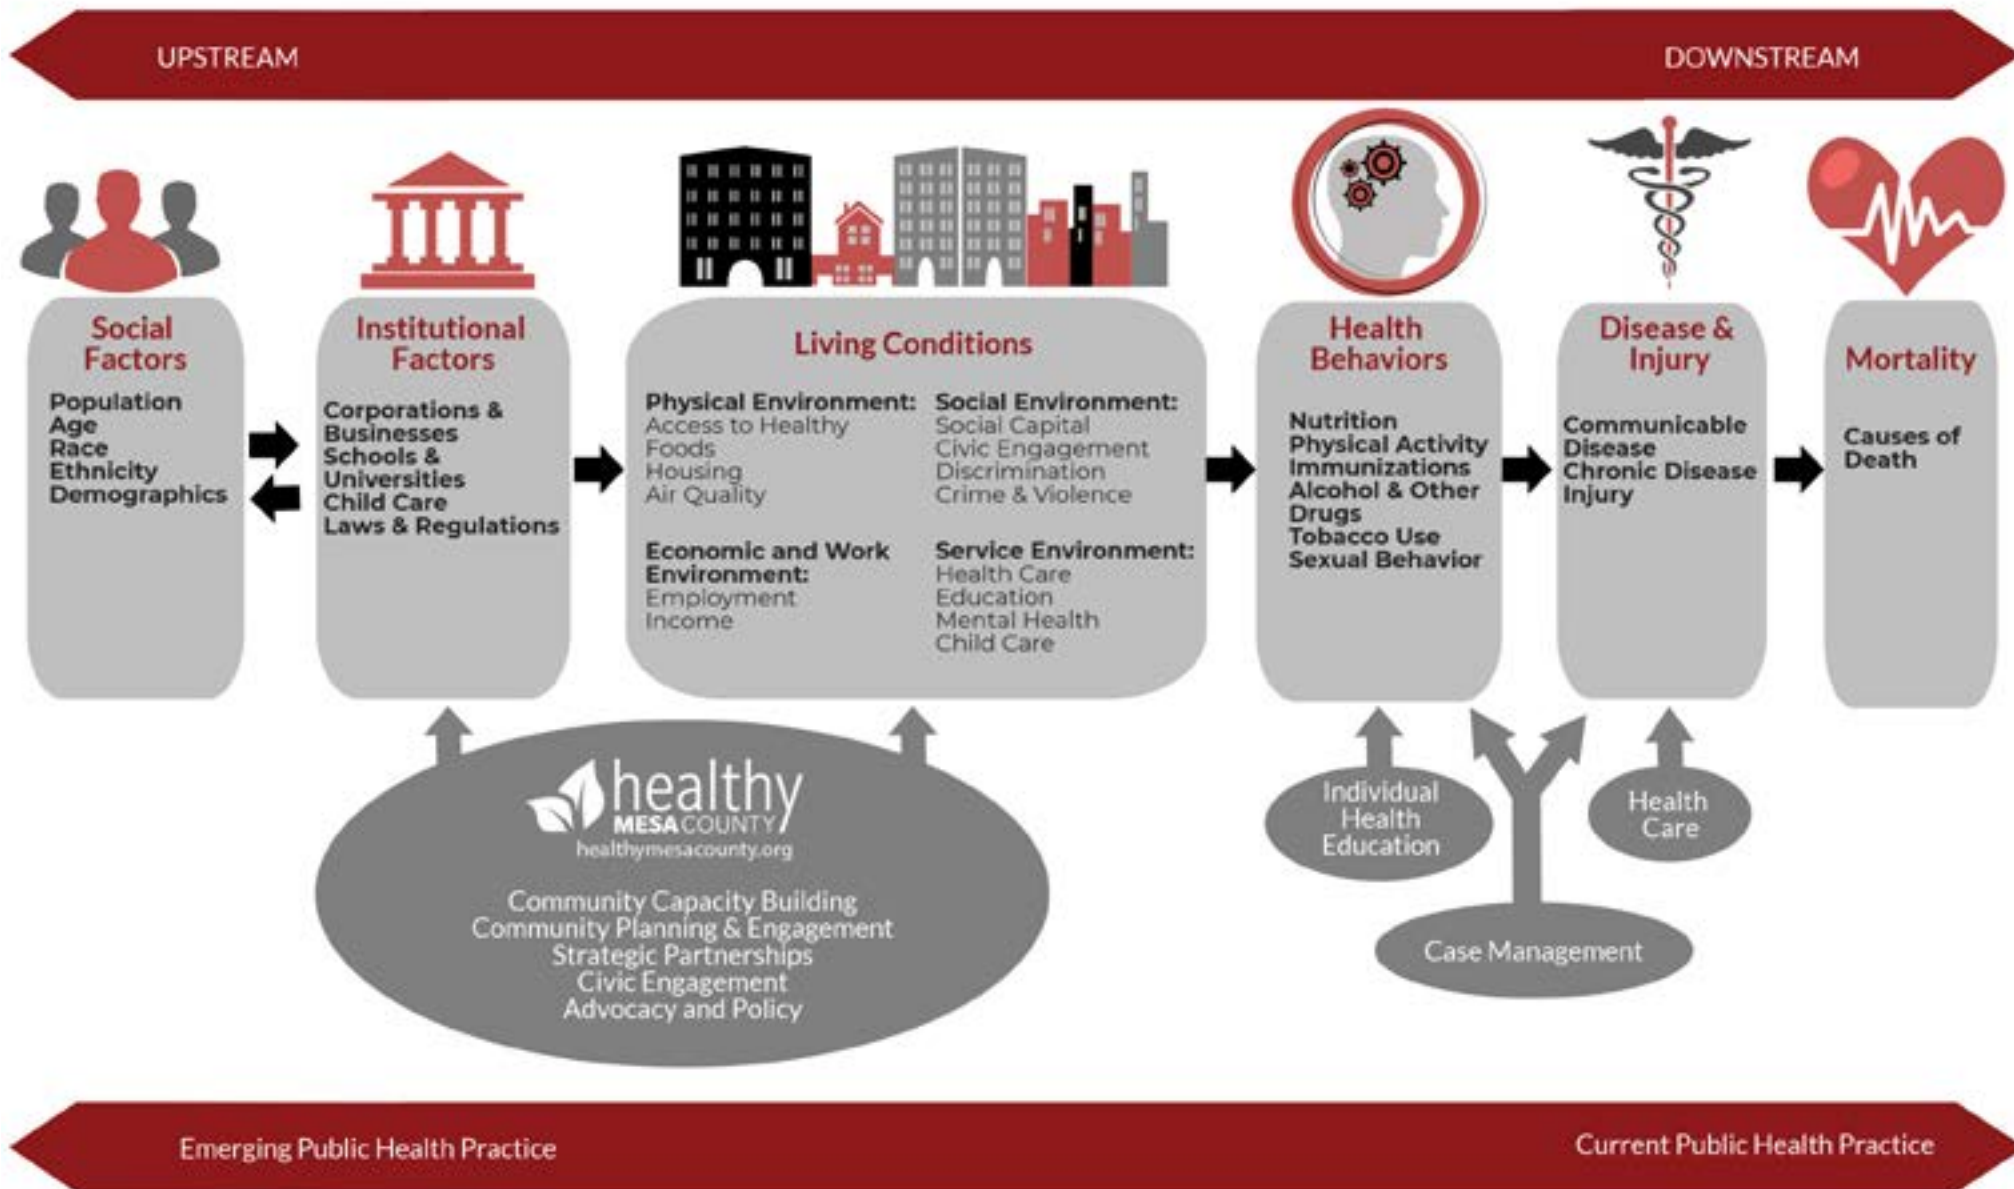 UPSTREAM
DOWNSTREAM
Social
Factors
Population
Age
Race
Ethnicity
Demographics
Institutional
Factors
Corporations &
Businesses
Schools &
Universities
Child Care
Laws & Regulations
Living Conditions
Physical Environment:
Access to Healthy
Foods
Housing
Air Quality
Social Environment:
Social Capital
Civic Engagement
Discrimination
Crime & Violence
Economic and Work
Environment:
Employment
Income
Service Environment:
Health Care
Education
Mental Health
Child Care
Health
Behaviors
Nutrition
Physical Activity
Immunizations
Alcohol & Other
Drugs
Tobacco Use
Sexual Behavior
Disease &
Injury
Communicable
Disease
Chronic Disease
Injury
Mortality
Causes of
Death
healthy
MESA COUNTY
healthymesacounty.org
Community Capacity Building
Community Planning & Engagement
Strategic Partnerships
Civic Engagement
Advocacy and Policy
Individual
Health
Education
Case Management
Health
Care
Emerging Public Health Practice
Current Public Health Practice